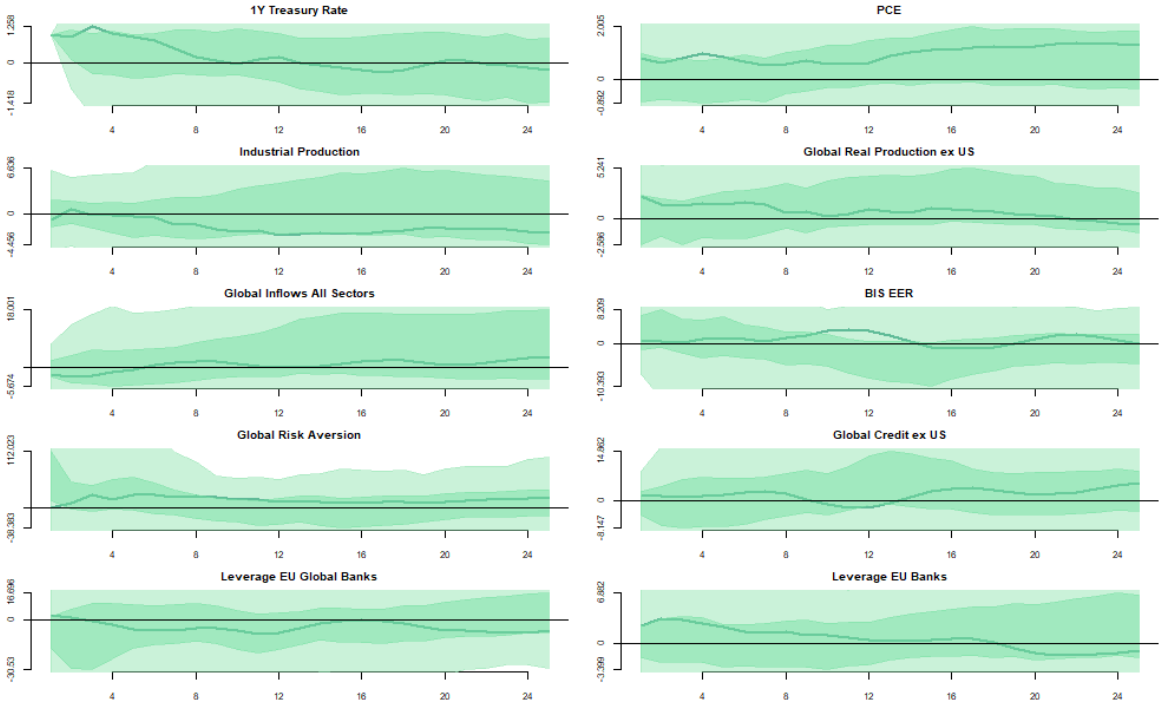 1Y Treasury Rate
1.258
0
-1.418
4 8 12 16 20 24
PCE
2.005
0
-0.892
4 8 12 16 20 24
Industrial Production
6.636
0
-4.456
4 8 12 16 20 24
Global Real Production ex US
5.241
0
-2.586
4 8 12 16 20 24
Global Inflows All Sectors
18.001
-5.674
4 8 12 16 20 24
BIS EER
8.209
0
-10.393
4 8 12 16 20 24
Global Risk Aversion
112.023
4 8 12 16 20 24
Global Credit ex US
14.862
0
-8.147
4 8 12 16 20 24
Leverage EU Global Banks
16.696
0
-30.53
4 8 12 16 20 24
Leverage EU Banks
6.882
0
-3.399
4 8 12 16 20 24